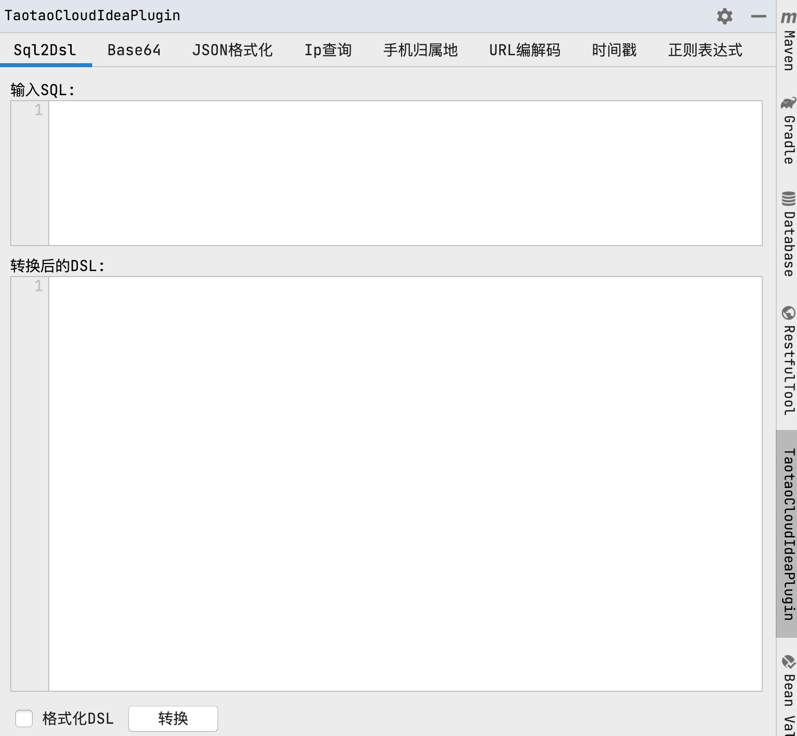 TaotaoCloudIdeaPlugin
Sql2Dsl Base64 JSON格式化 Ip查询 手机归属地 URL编解码 时间戳 正则表达式
输入SQL:
1
转换后的DSL:
1
格式化DSL 转换
m Maven
Gradle
Database
RestfulTool
TaotaoCloudIdeaPlugin
Bean Val